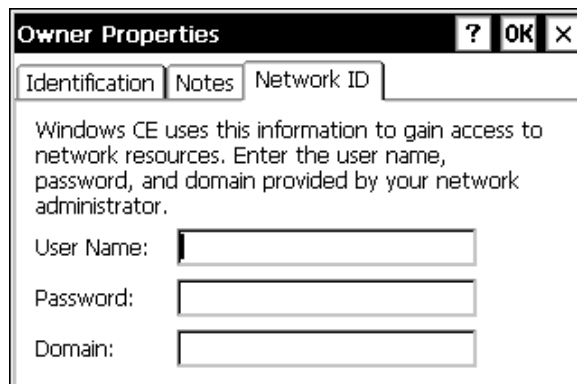 Owner Properties ? OK ×
Identification Notes Network ID
Windows CE uses this information to gain access to
network resources. Enter the user name,
password, and domain provided by your network
administrator.
User Name:
Password:
Domain: